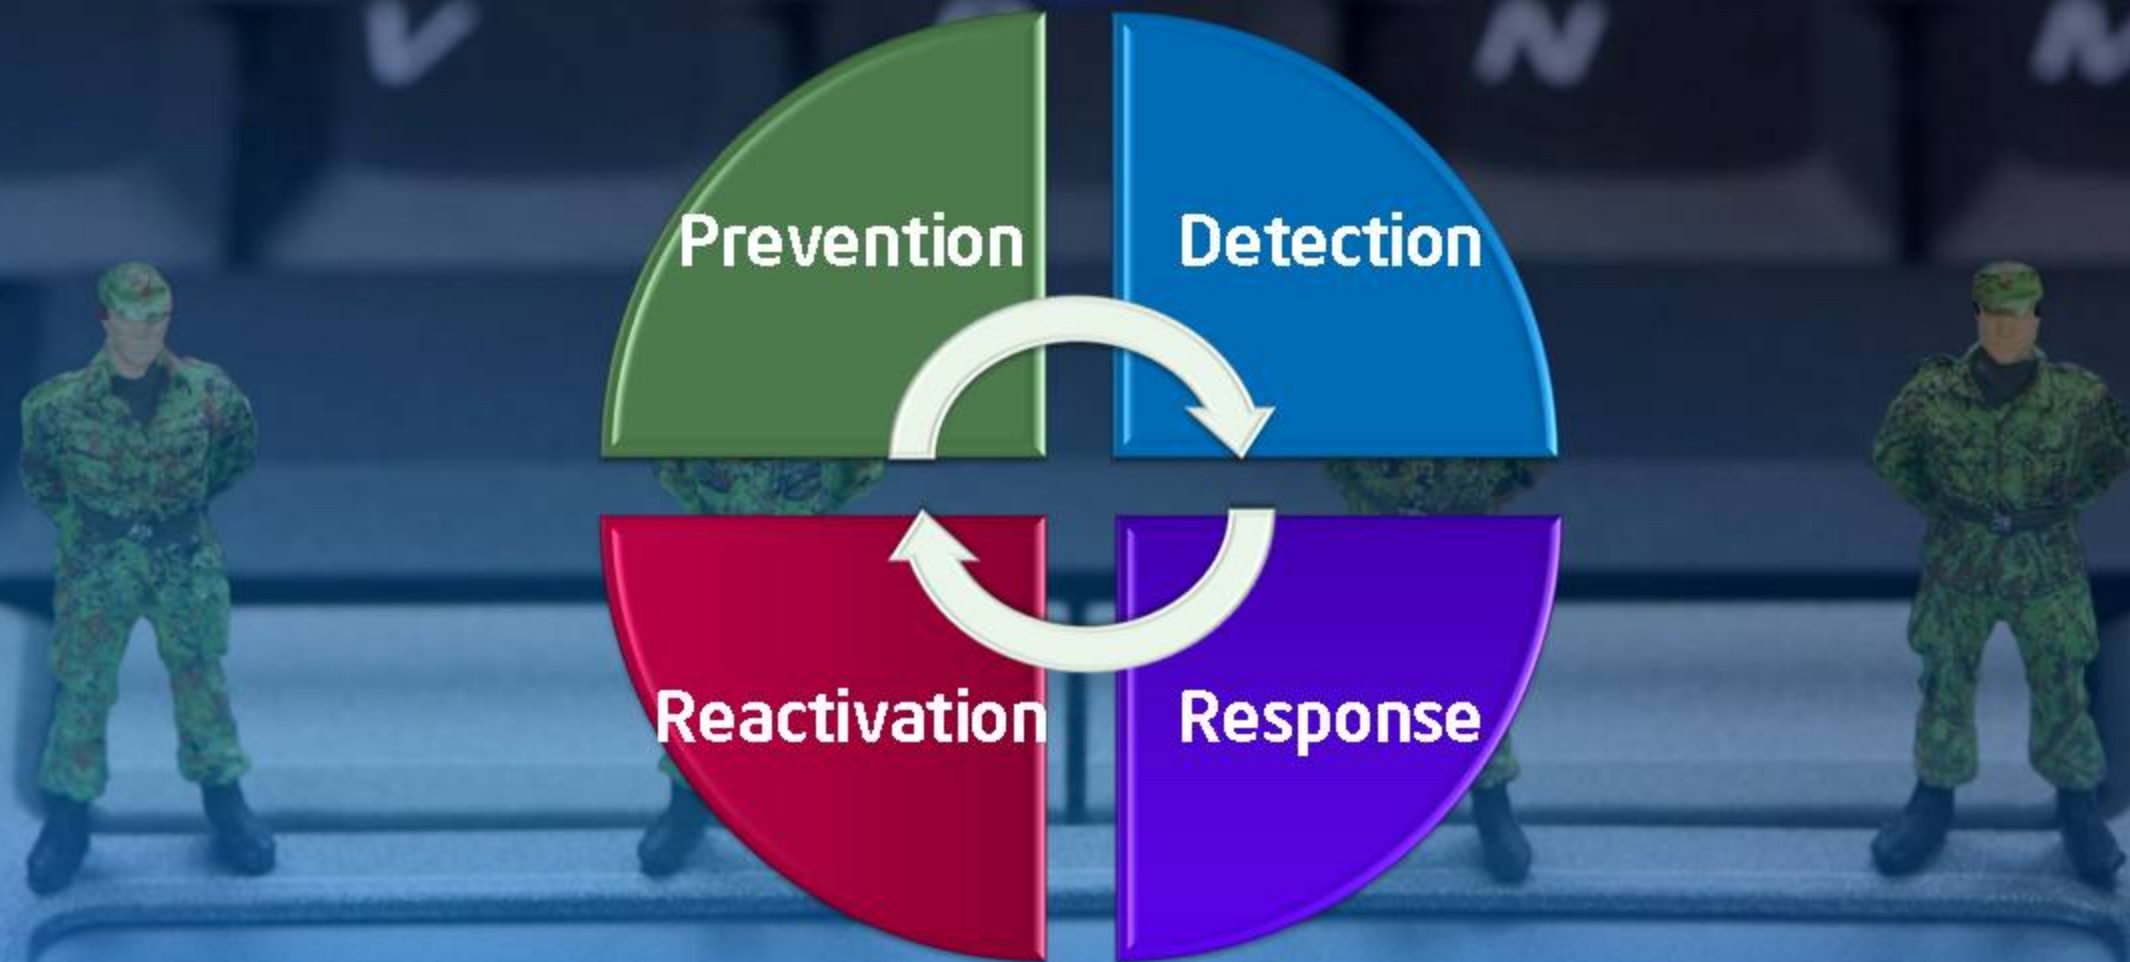 V N M
Prevention Detection
Reactivation Response